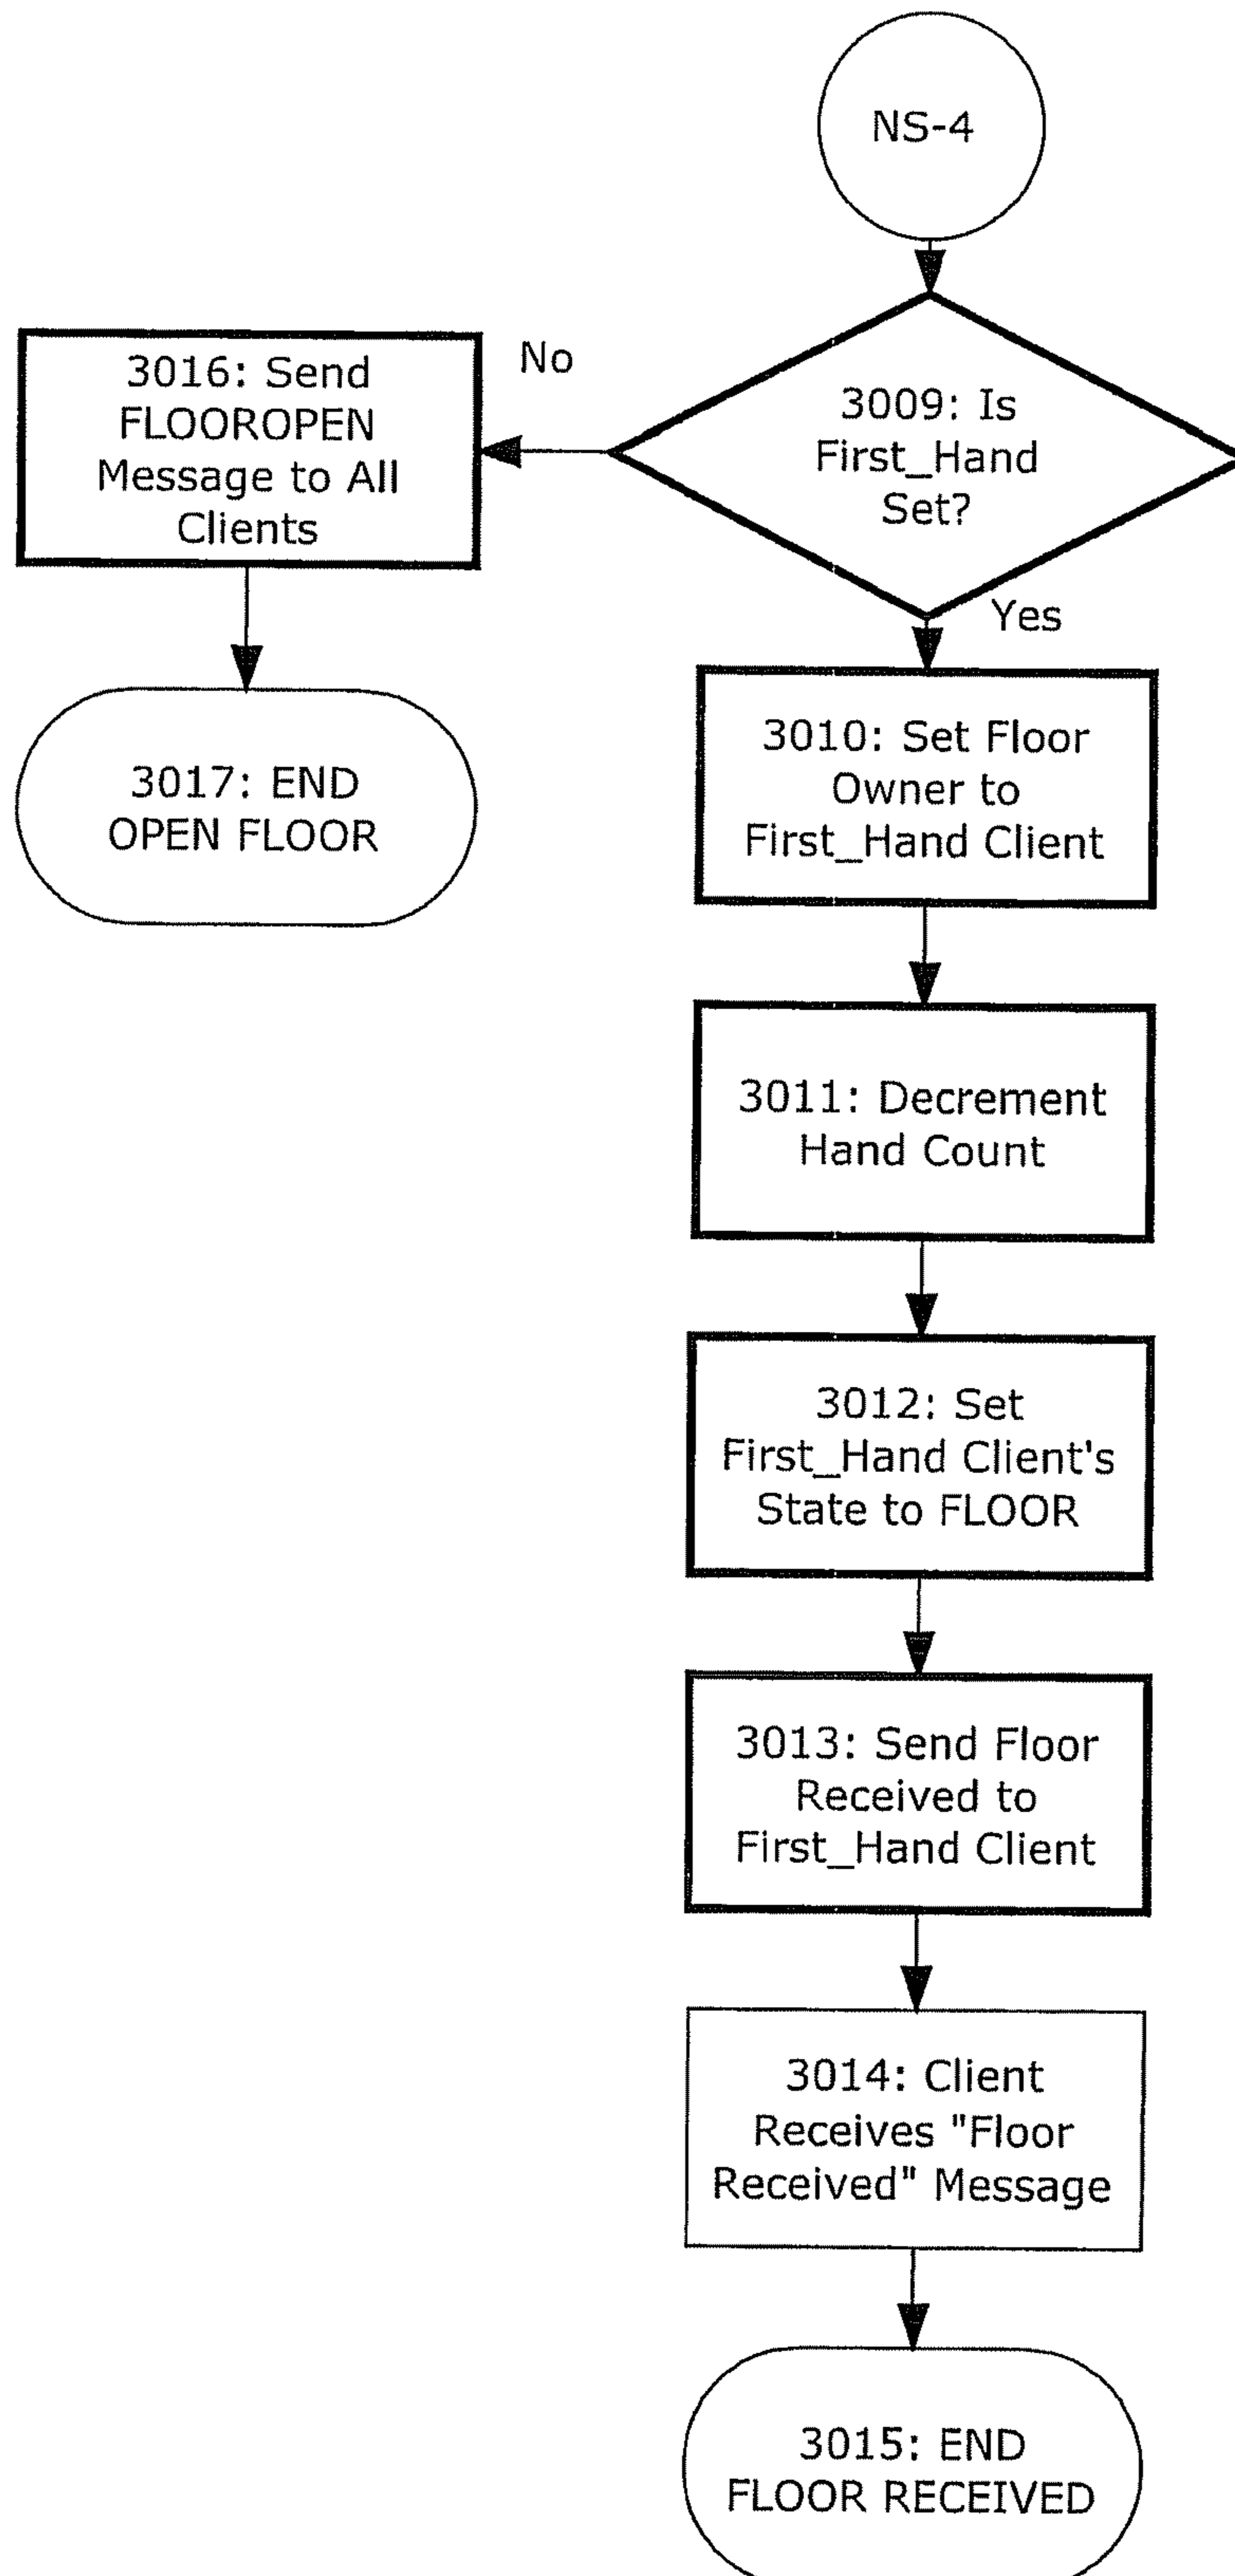 NS-4
3009: Is
First_Hand
Set?
No
Yes
3016: Send
FLOOROPEN
Message to All
Clients
3017: END
OPEN FLOOR
3010: Set Floor
Owner to
First_Hand Client
3011: Decrement
Hand Count
3012: Set
First_Hand Client's
State to FLOOR
3013: Send Floor
Received to
First_Hand Client
3014: Client
Receives "Floor
Received" Message
3015: END
FLOOR RECEIVED